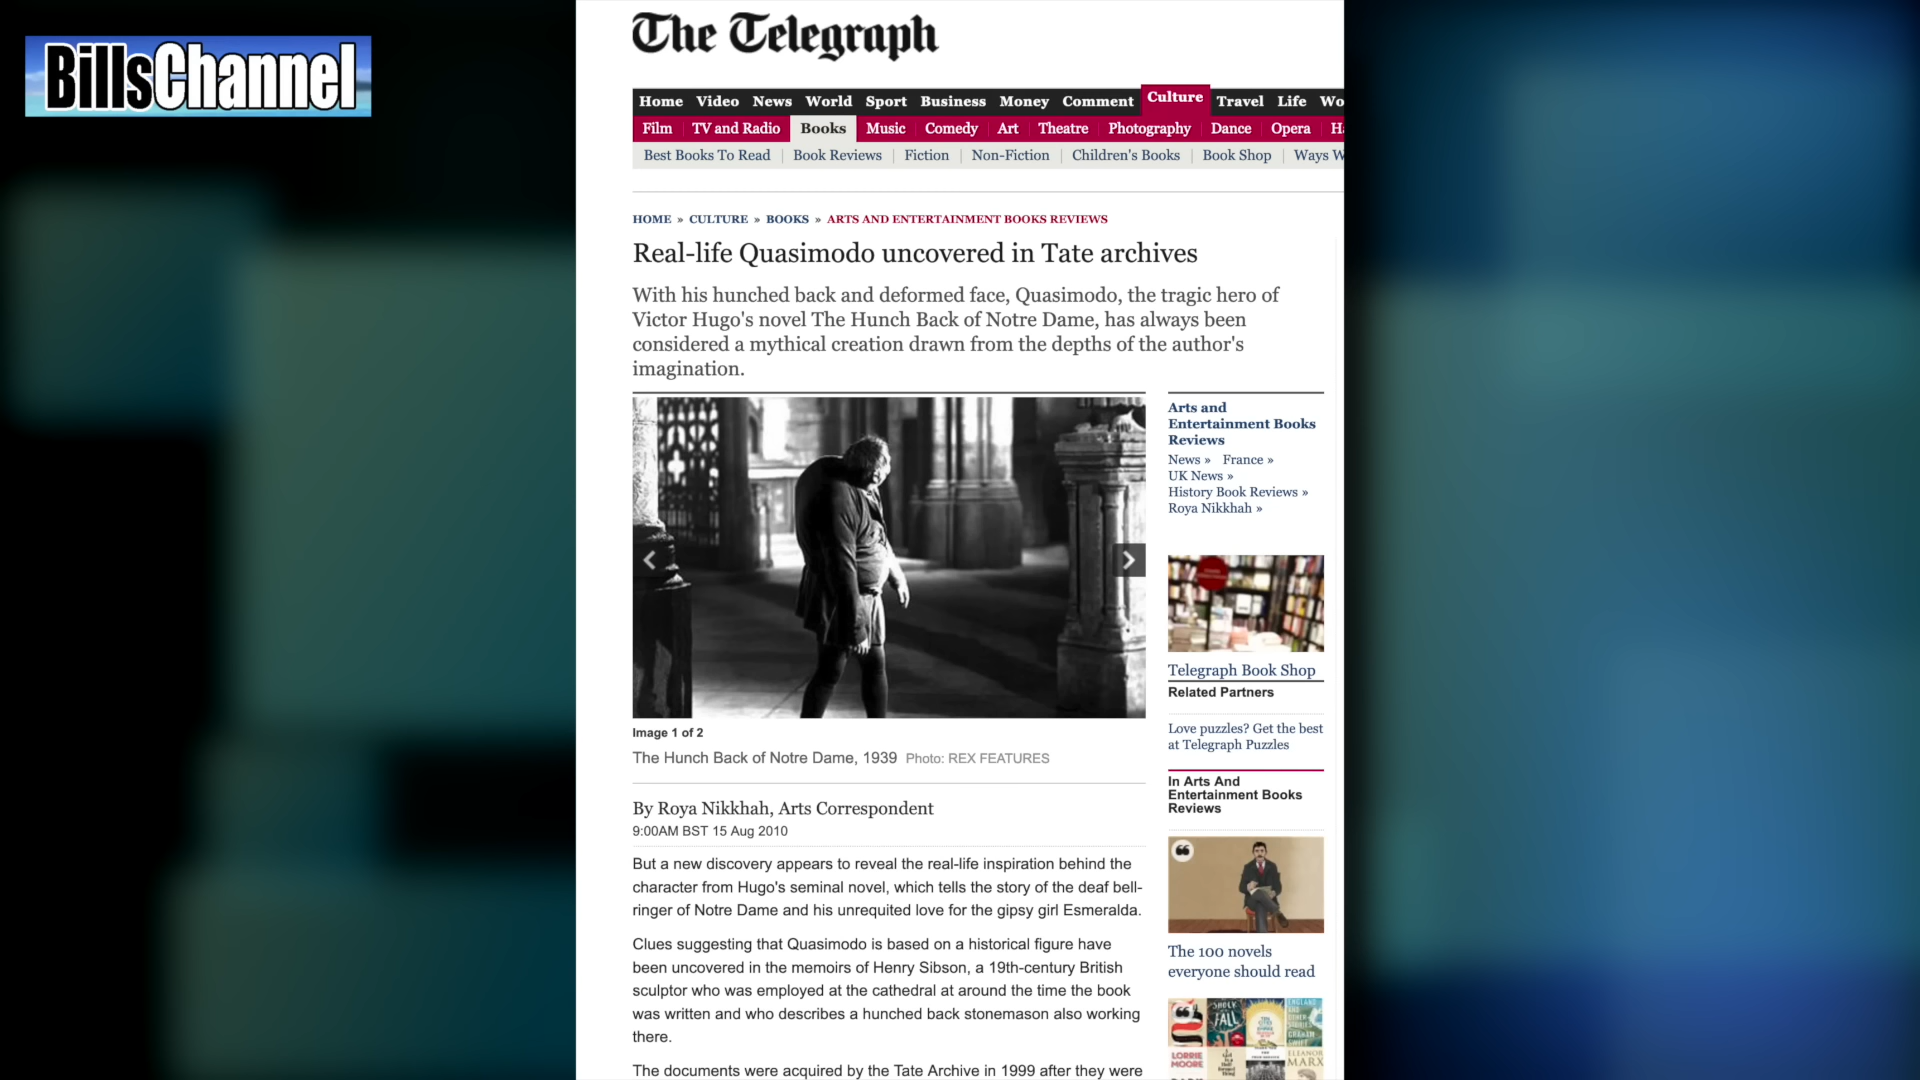 BillsChannel
The Telegraph
Home Video News World Sport Business Money Comment Culture Travel Life Wo
Film TV and Radio Books Music Comedy Art Theatre Photography Dance Opera H
Best Books To Read Book Reviews Fiction Non-Fiction Children's Books Book Shop Ways W
HOME » CULTURE » BOOKS » ARTS AND ENTERTAINMENT BOOKS REVIEWS
Real-life Quasimodo uncovered in Tate archives
With his hunched back and deformed face, Quasimodo, the tragic hero of
Victor Hugo's novel The Hunch Back of Notre Dame, has always been
considered a mythical creation drawn from the depths of the author's
imagination.
Image 1 of 2
The Hunch Back of Notre Dame, 1939 Photo: REX FEATURES
By Roya Nikkhah, Arts Correspondent
9:00AM BST 15 Aug 2010
But a new discovery appears to reveal the real-life inspiration behind the
character from Hugo's seminal novel, which tells the story of the deaf bell-
ringer of Notre Dame and his unrequited love for the gipsy girl Esmeralda.
Clues suggesting that Quasimodo is based on a historical figure have
been uncovered in the memoirs of Henry Sibson, a 19th-century British
sculptor who was employed at the cathedral at around the time the book
was written and who describes a hunched back stonemason also working
there.
The documents were acquired by the Tate Archive in 1999 after they were
Arts and
Entertainment Books
Reviews
News » France »
UK News »
History Book Reviews »
Roya Nikkhah »
Telegraph Book Shop
Related Partners
Love puzzles? Get the best
at Telegraph Puzzles
In Arts And
Entertainment Books
Reviews
The 100 novels
everyone should read
LORRIE
MOORE
FALL
ENGLAND
AND
OTHER
STORIES
GRAHAM
SWIFT
ELEANOR
MARX